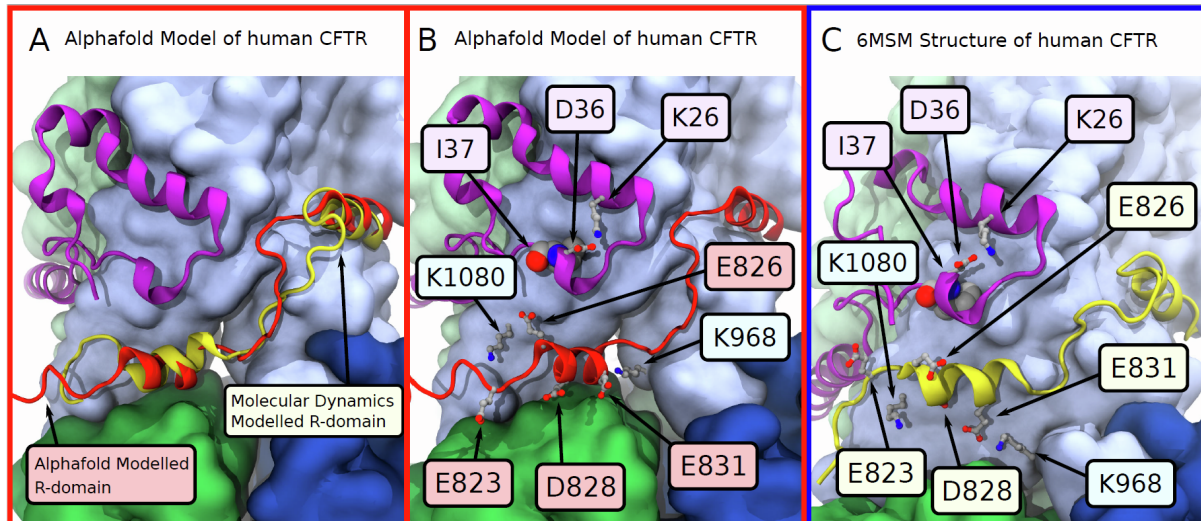 A Alphafold Model of human CFTR
Molecular Dynamics
Modelled R-domain
Alphafold Modelled
R-domain
B Alphafold Model of human CFTR
D36
K26
I37
K1080
E826
K968
E823
D828
E831
C 6MSM Structure of human CFTR
D36
K26
I37
E826
K1080
E831
E823
D828
K968